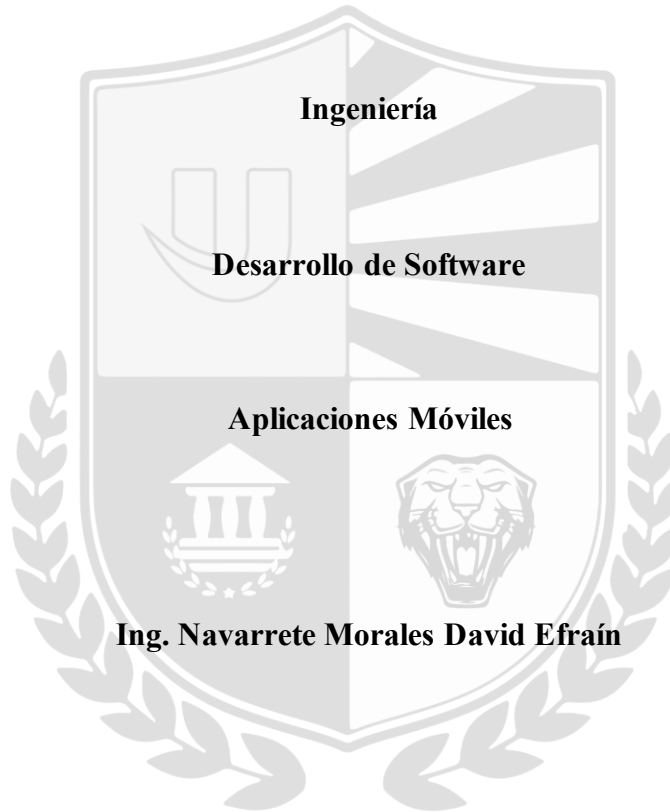 Ingeniería
Desarrollo de Software
Aplicaciones Móviles
Ing. Navarrete Morales David Efraín